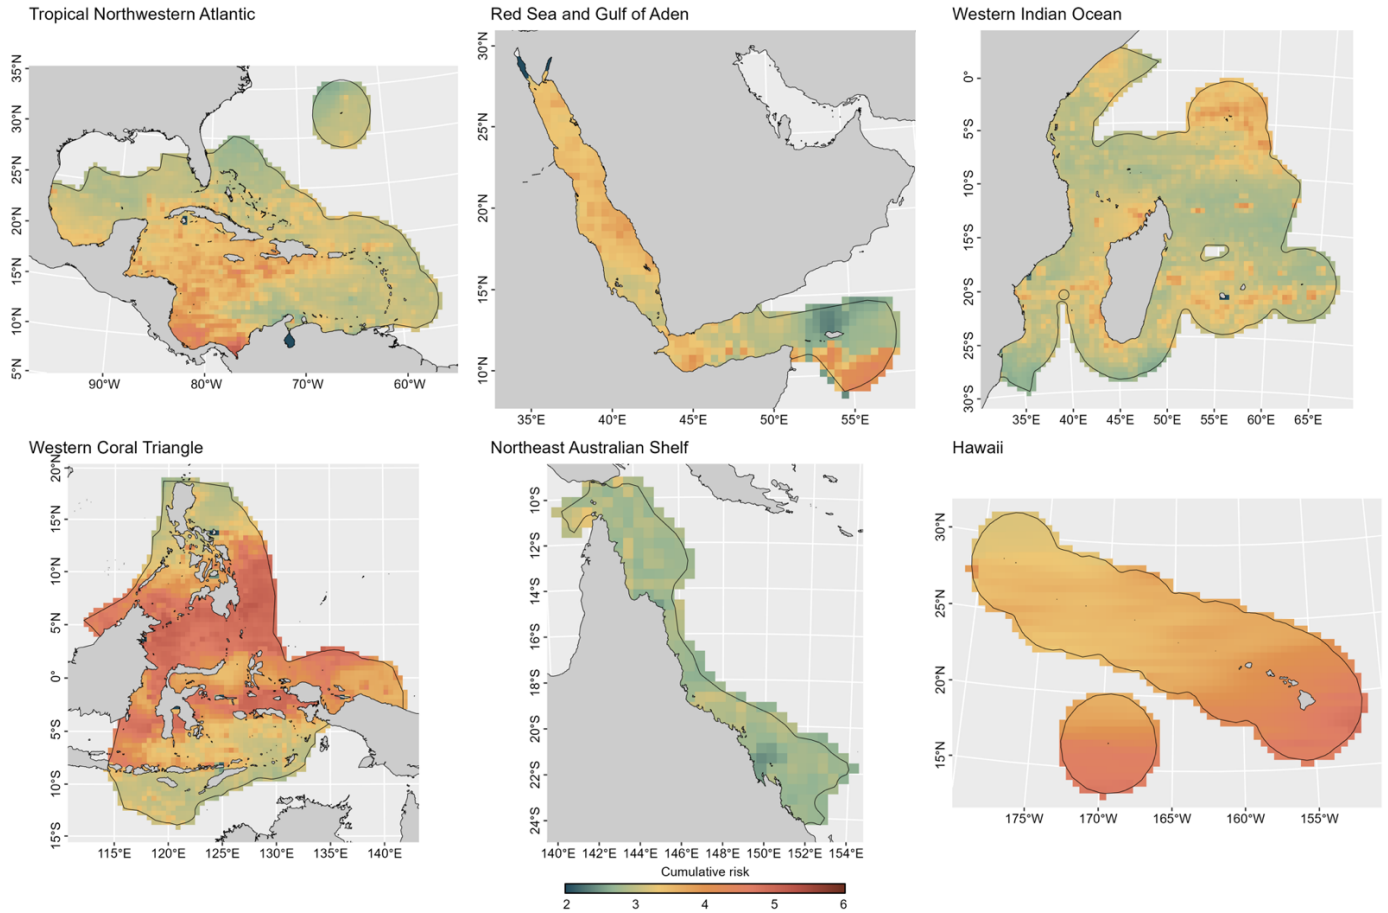 Tropical Northwestern Atlantic
35°N
30°N
25°N
20°N
15°N
10°N
5°N
90°W 80°W 70°W 60°W
Red Sea and Gulf of Aden
30°N
25°N
20°N
15°N
10°N
35°E 40°E 45°E 50°E 55°E
Western Indian Ocean
0°
5°S
10°S
15°S
20°S
25°S
30°S
35°E 40°E 45°E 50°E 55°E 60°E 65°E
Western Coral Triangle
20°N
15°N
10°N
5°N
0°
5°S
10°S
15°S
115°E 120°E 125°E 130°E 135°E 140°E
Northeast Australian Shelf
10°S
12°S
14°S
16°S
18°S
20°S
22°S
24°S
140°E 142°E 144°E 146°E 148°E 150°E 152°E 154°E
Hawaii
30°N
25°N
20°N
15°N
175°W 170°W 165°W 160°W 155°W
Cumulative risk
2 3 4 5 6